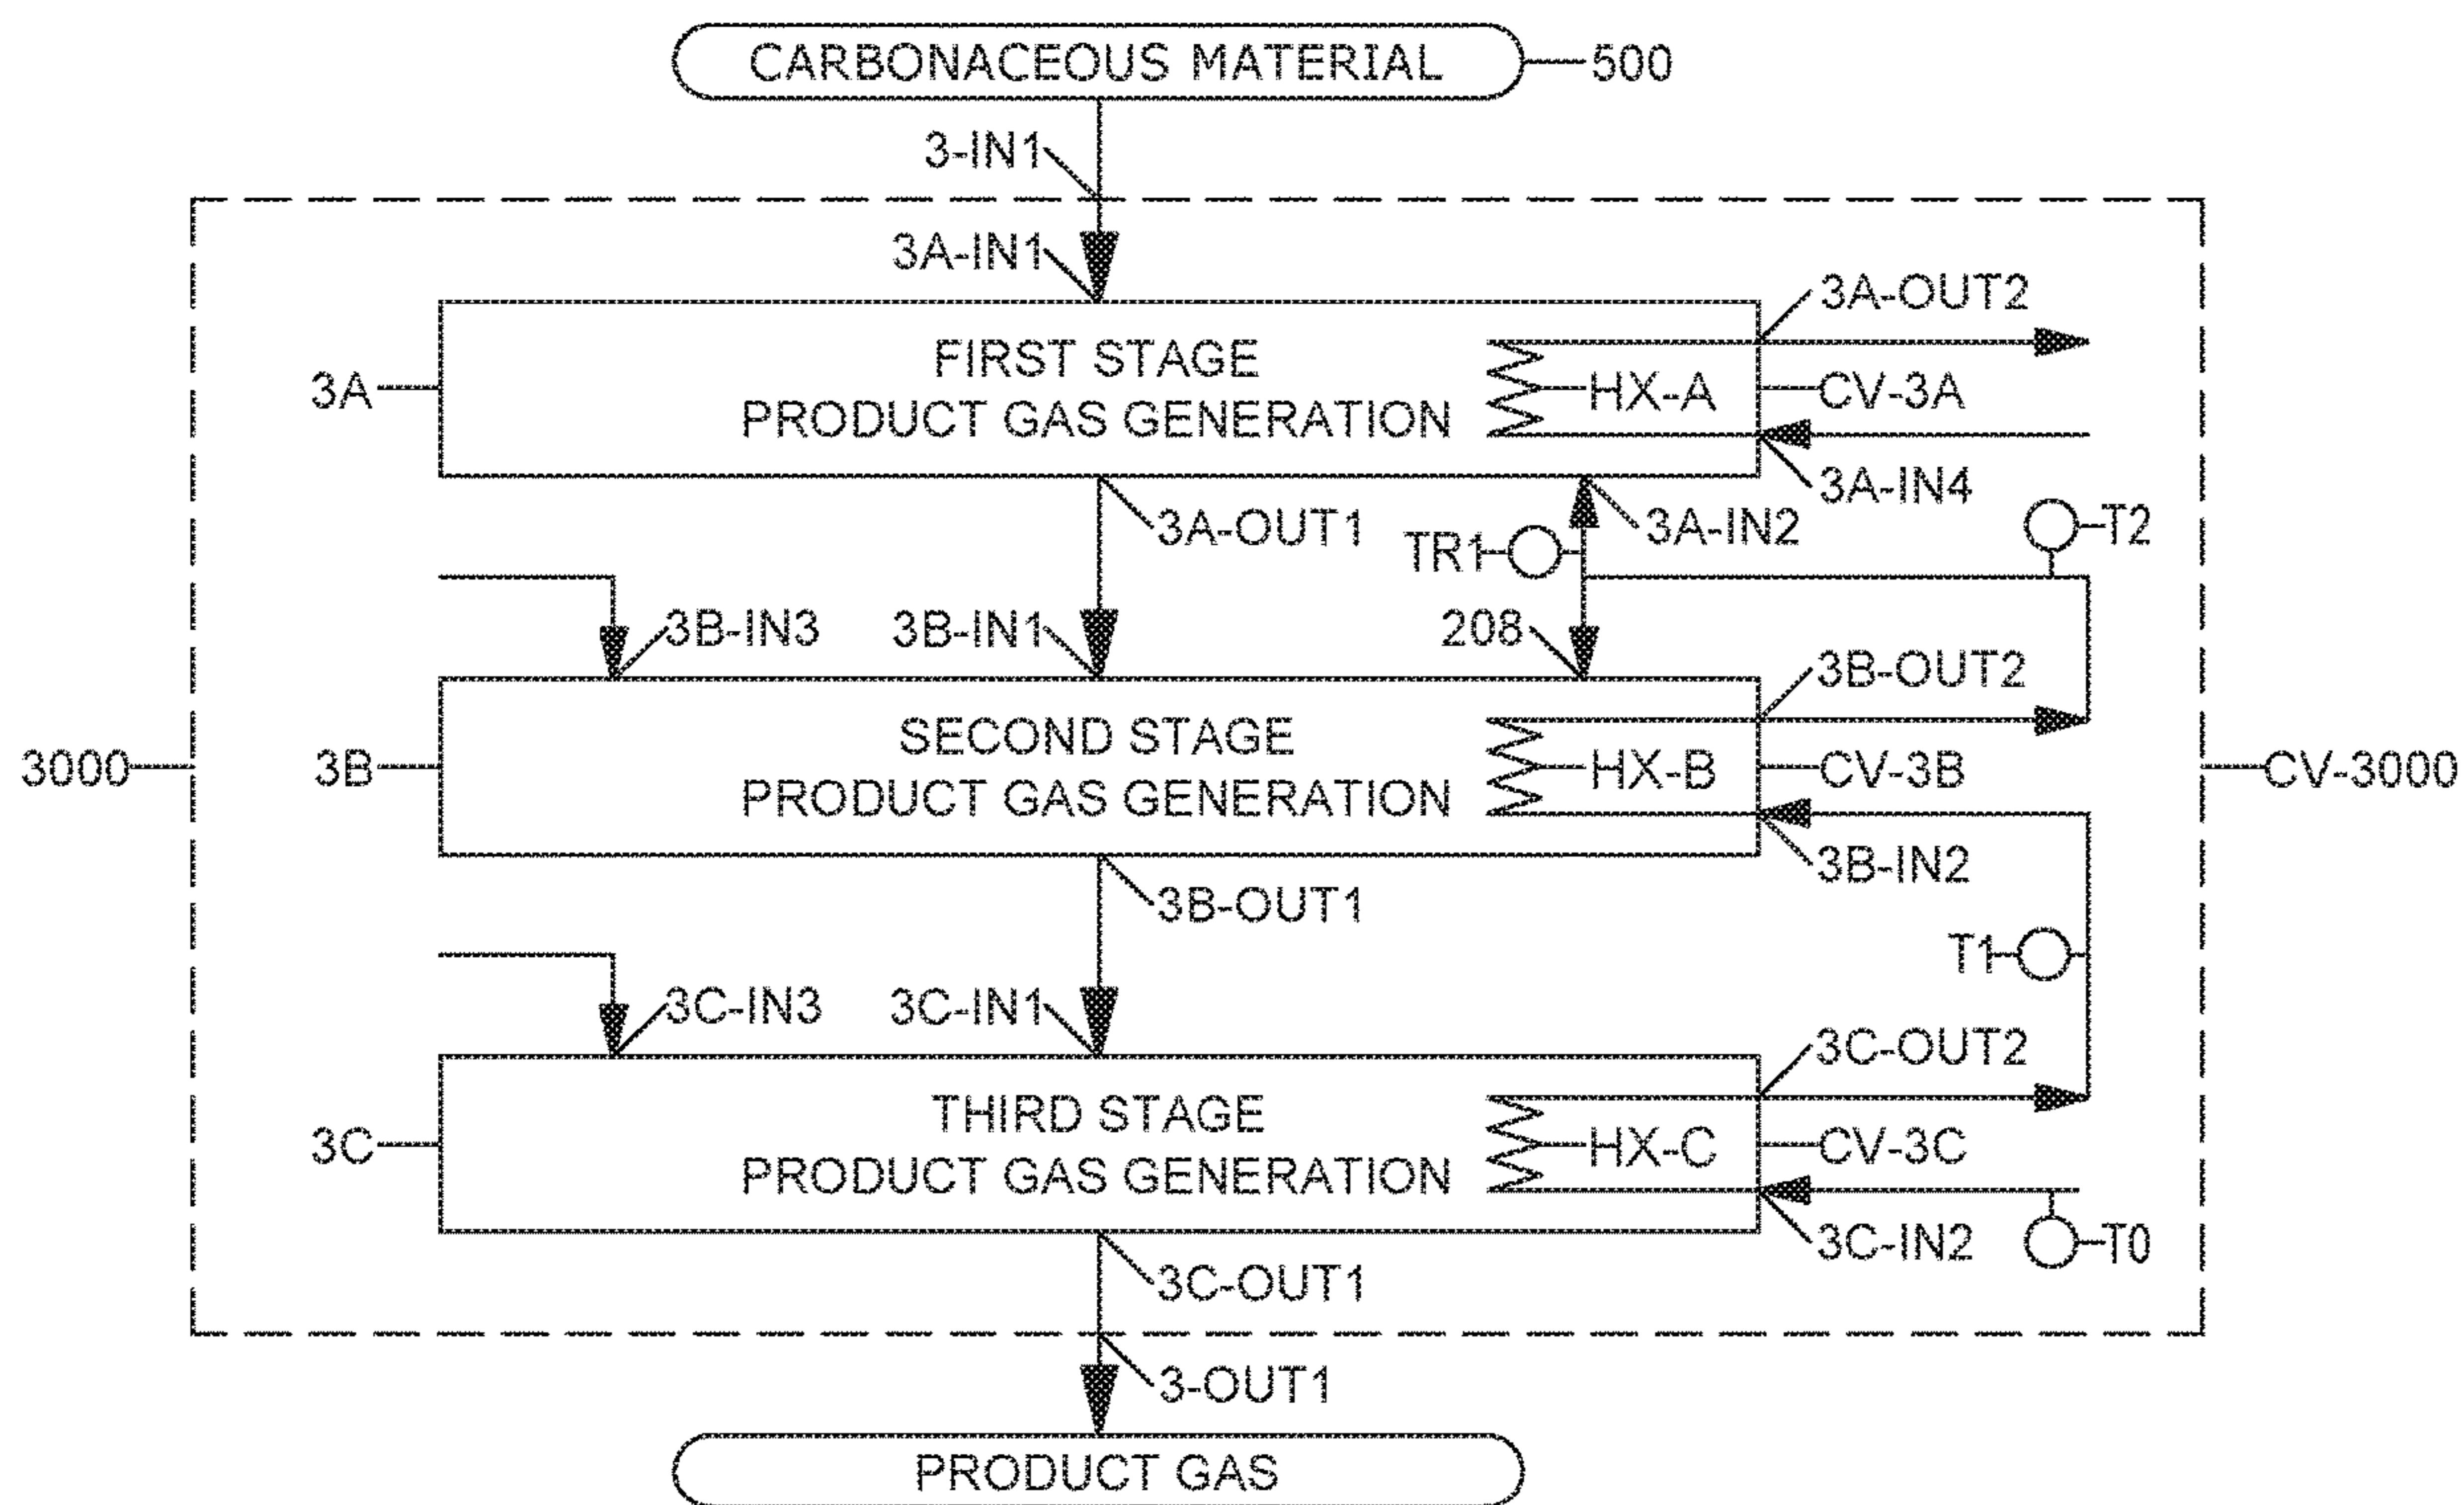 CARBONACEOUS MATERIAL
500
3-IN1
3A-IN1
3A-OUT2
FIRST STAGE
PRODUCT GAS GENERATION
3A
HX-A
CV-3A
3A-IN4
3A-OUT1
TR1
3A-IN2
T2
3B-IN3
3B-IN1
208
3B-OUT2
SECOND STAGE
PRODUCT GAS GENERATION
3000
3B
HX-B
CV-3B
CV-3000
3B-IN2
3B-OUT1
T1
3C-IN3
3C-IN1
3C-OUT2
THIRD STAGE
PRODUCT GAS GENERATION
3C
HX-C
CV-3C
3C-IN2
T0
3C-OUT1
3-OUT1
PRODUCT GAS